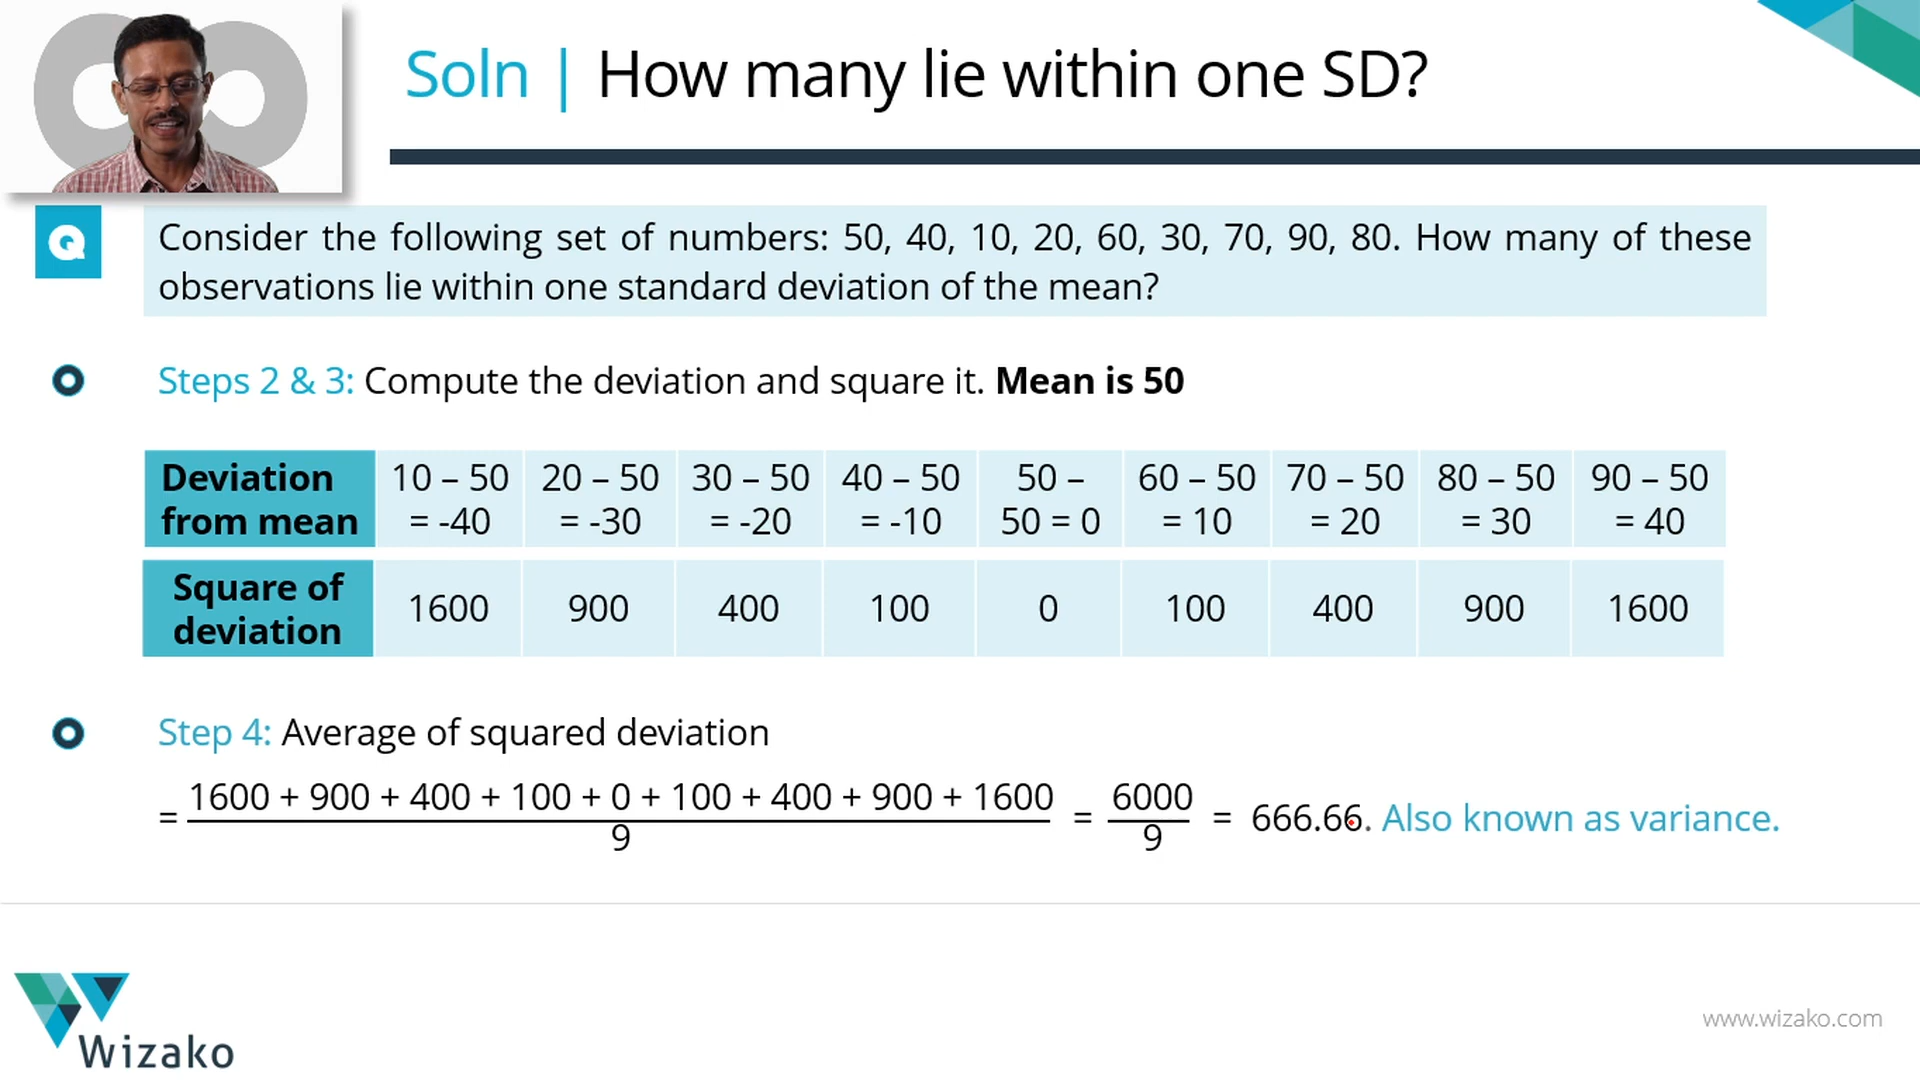 Soln | How many lie within one SD?
Q
Consider the following set of numbers: 50, 40, 10, 20, 60, 30, 70, 90, 80. How many of these
observations lie within one standard deviation of the mean?
Steps 2 & 3: Compute the deviation and square it. Mean is 50
Deviation from mean 10 – 50 = -40 20 – 50 = -30 30 – 50 = -20 40 – 50 = -10 50 – 50 = 0 60 – 50 = 10 70 – 50 = 20 80 – 50 = 30 90 – 50 = 40
Square of deviation 1600 900 400 100 0 100 400 900 1600
Step 4: Average of squared deviation
= 1600 + 900 + 400 + 100 + 0 + 100 + 400 + 900 + 1600 / 9 = 6000 / 9 = 666.66. Also known as variance.
Wizako
www.wizako.com